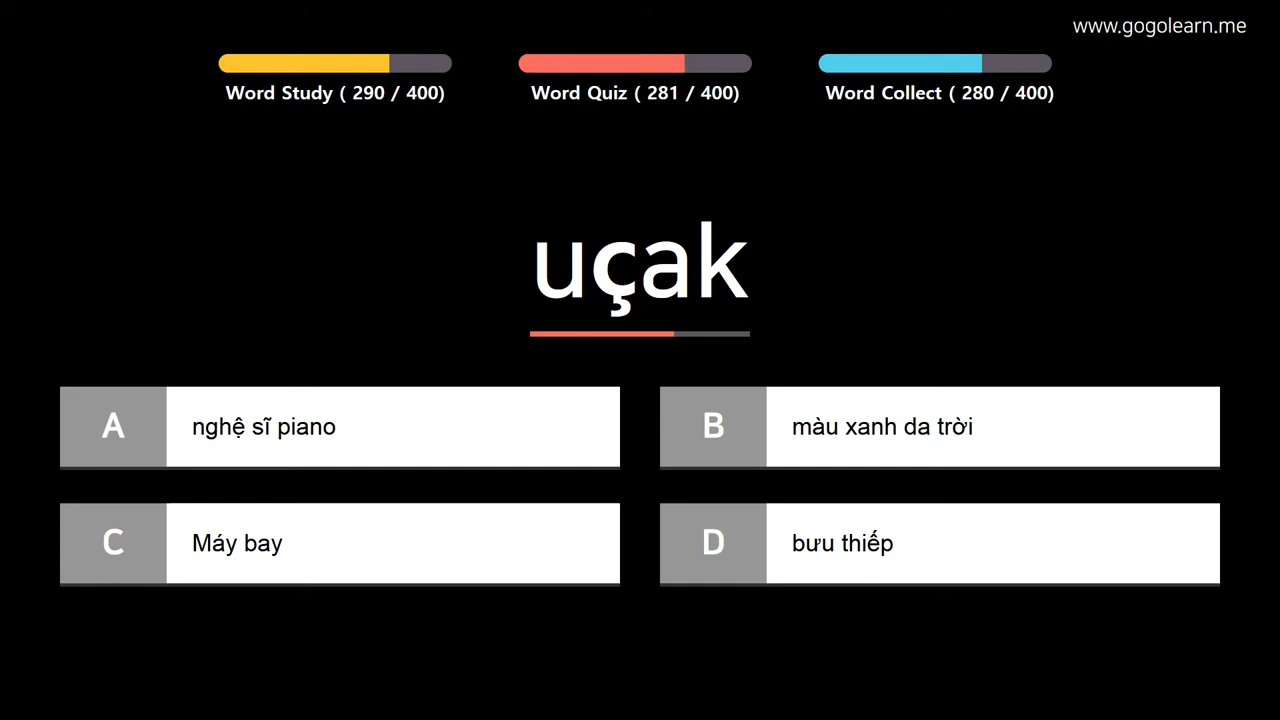 www.gogolearn.me
Word Study ( 290 / 400)
Word Quiz ( 281 / 400)
Word Collect ( 280 / 400)
uçak
A
nghệ sĩ piano
B
màu xanh da trời
C
Máy bay
D
bưu thiếp